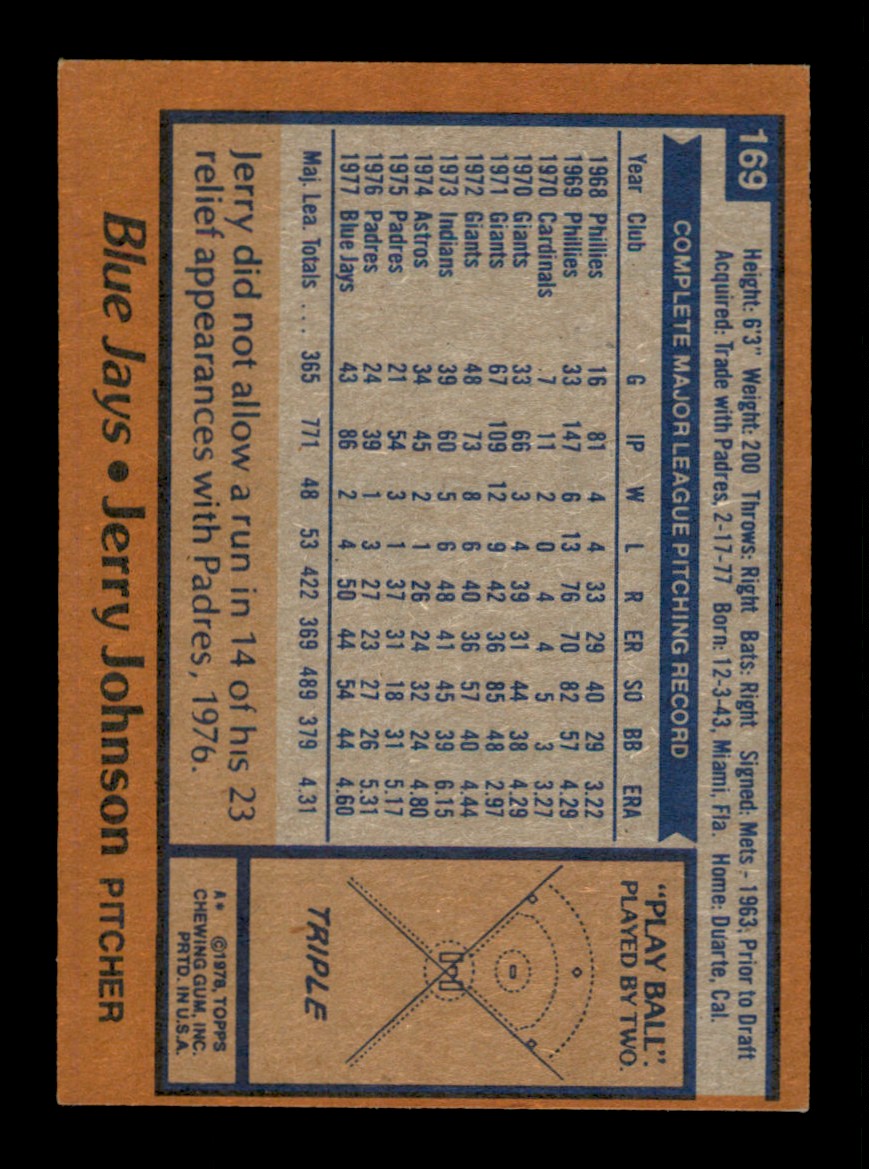 169
Height: 6'3" Weight: 200 Throws: Right Bats: Right Signed: Mets - 1963, Prior to Draft
Acquired: Trade with Padres, 2-17-77 Born: 12-3-43, Miami, Fla. Home: Duarte, Cal.
COMPLETE MAJOR LEAGUE PITCHING RECORD
Year Club G IP W L R ER SO BB ERA
1968 Phillies 16 81 4 4 33 29 40 29 3.22
1969 Phillies 33 147 6 13 76 70 82 57 4.29
1970 Cardinals 7 11 2 0 4 4 5 3 3.27
1970 Giants 33 66 3 4 39 31 44 38 4.29
1971 Giants 67 109 12 9 42 36 85 48 2.97
1972 Giants 48 73 8 6 40 36 57 40 4.44
1973 Indians 39 60 5 6 48 41 45 39 6.15
1974 Astros 34 45 2 1 26 24 32 24 4.80
1975 Padres 21 54 3 1 37 31 18 31 5.17
1976 Padres 24 39 1 3 27 23 27 26 5.31
1977 Blue Jays 43 86 2 4 50 44 54 44 4.60
Maj. Lea. Totals .... 365 771 48 53 422 369 489 379 4.31
Jerry did not allow a run in 14 of his 23
relief appearances with Padres, 1976.
"PLAY BALL"
PLAYED BY TWO.
TRIPLE
A* ©1978, TOPPS
CHEWING GUM, INC.
PRTD. IN U.S.A.
Blue Jays • Jerry Johnson PITCHER